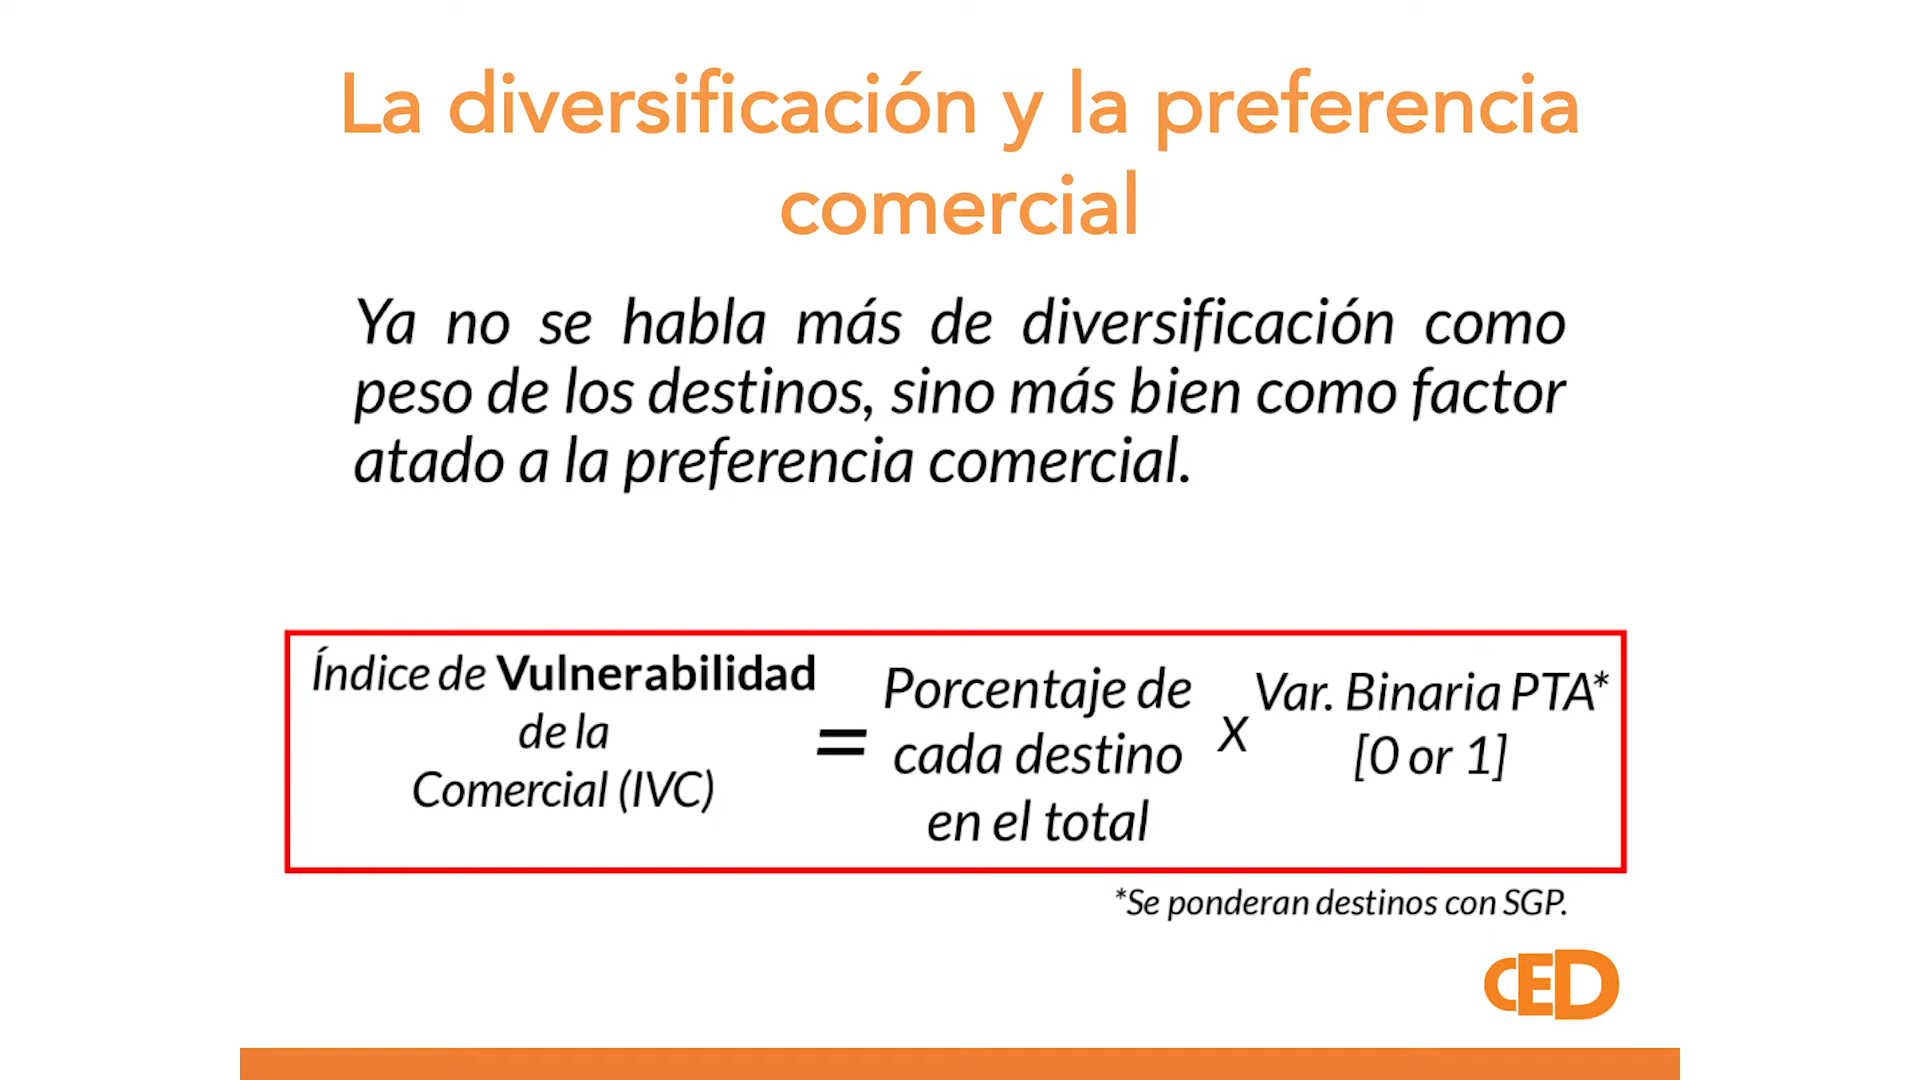 La diversificación y la preferencia
comercial
Ya no se habla más de diversificación como
peso de los destinos, sino más bien como factor
atado a la preferencia comercial.
Índice de Vulnerabilidad
de la
Comercial (IVC)
=
Porcentaje de
cada destino
en el total
X
Var. Binaria PTA*
[0 or 1]
*Se ponderan destinos con SGP.
CED